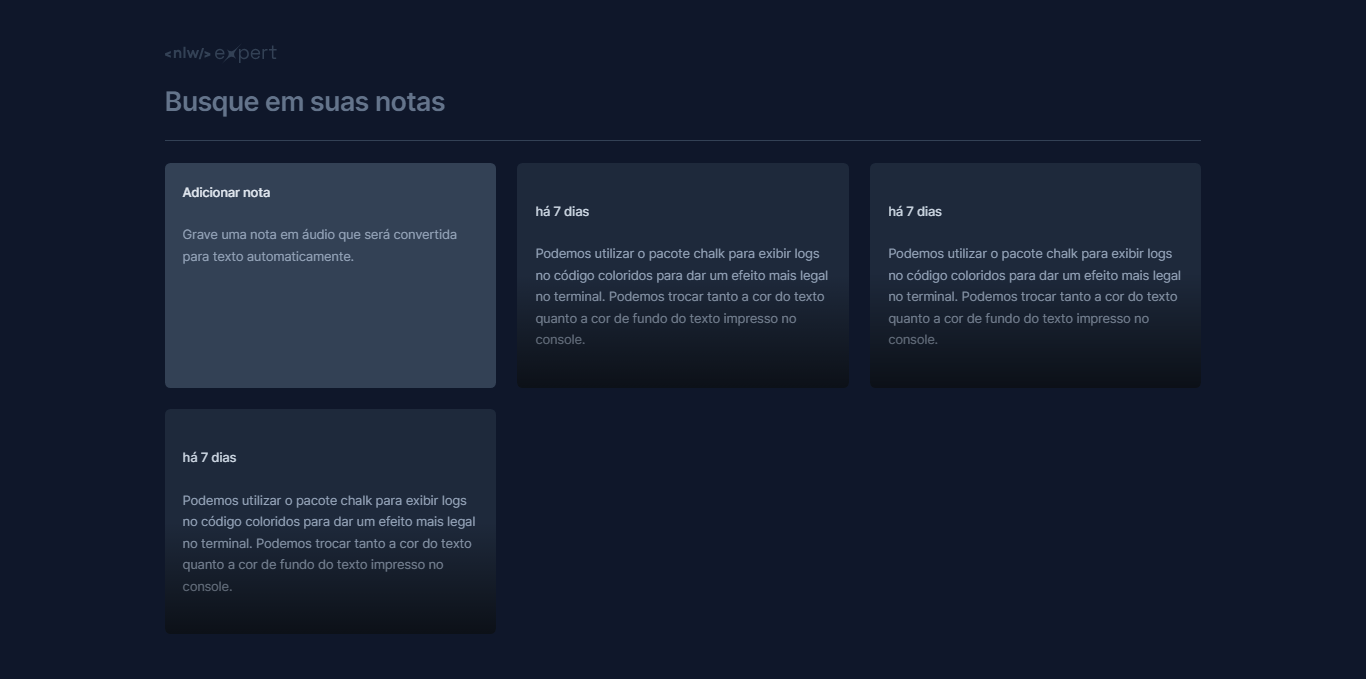 <nlw/> expert
Busque em suas notas
Adicionar nota
Grave uma nota em áudio que será convertida
para texto automaticamente.
há 7 dias
Podemos utilizar o pacote chalk para exibir logs
no código coloridos para dar um efeito mais legal
no terminal. Podemos trocar tanto a cor do texto
quanto a cor de fundo do texto impresso no
console.
há 7 dias
Podemos utilizar o pacote chalk para exibir logs
no código coloridos para dar um efeito mais legal
no terminal. Podemos trocar tanto a cor do texto
quanto a cor de fundo do texto impresso no
console.
há 7 dias
Podemos utilizar o pacote chalk para exibir logs
no código coloridos para dar um efeito mais legal
no terminal. Podemos trocar tanto a cor do texto
quanto a cor de fundo do texto impresso no
console.